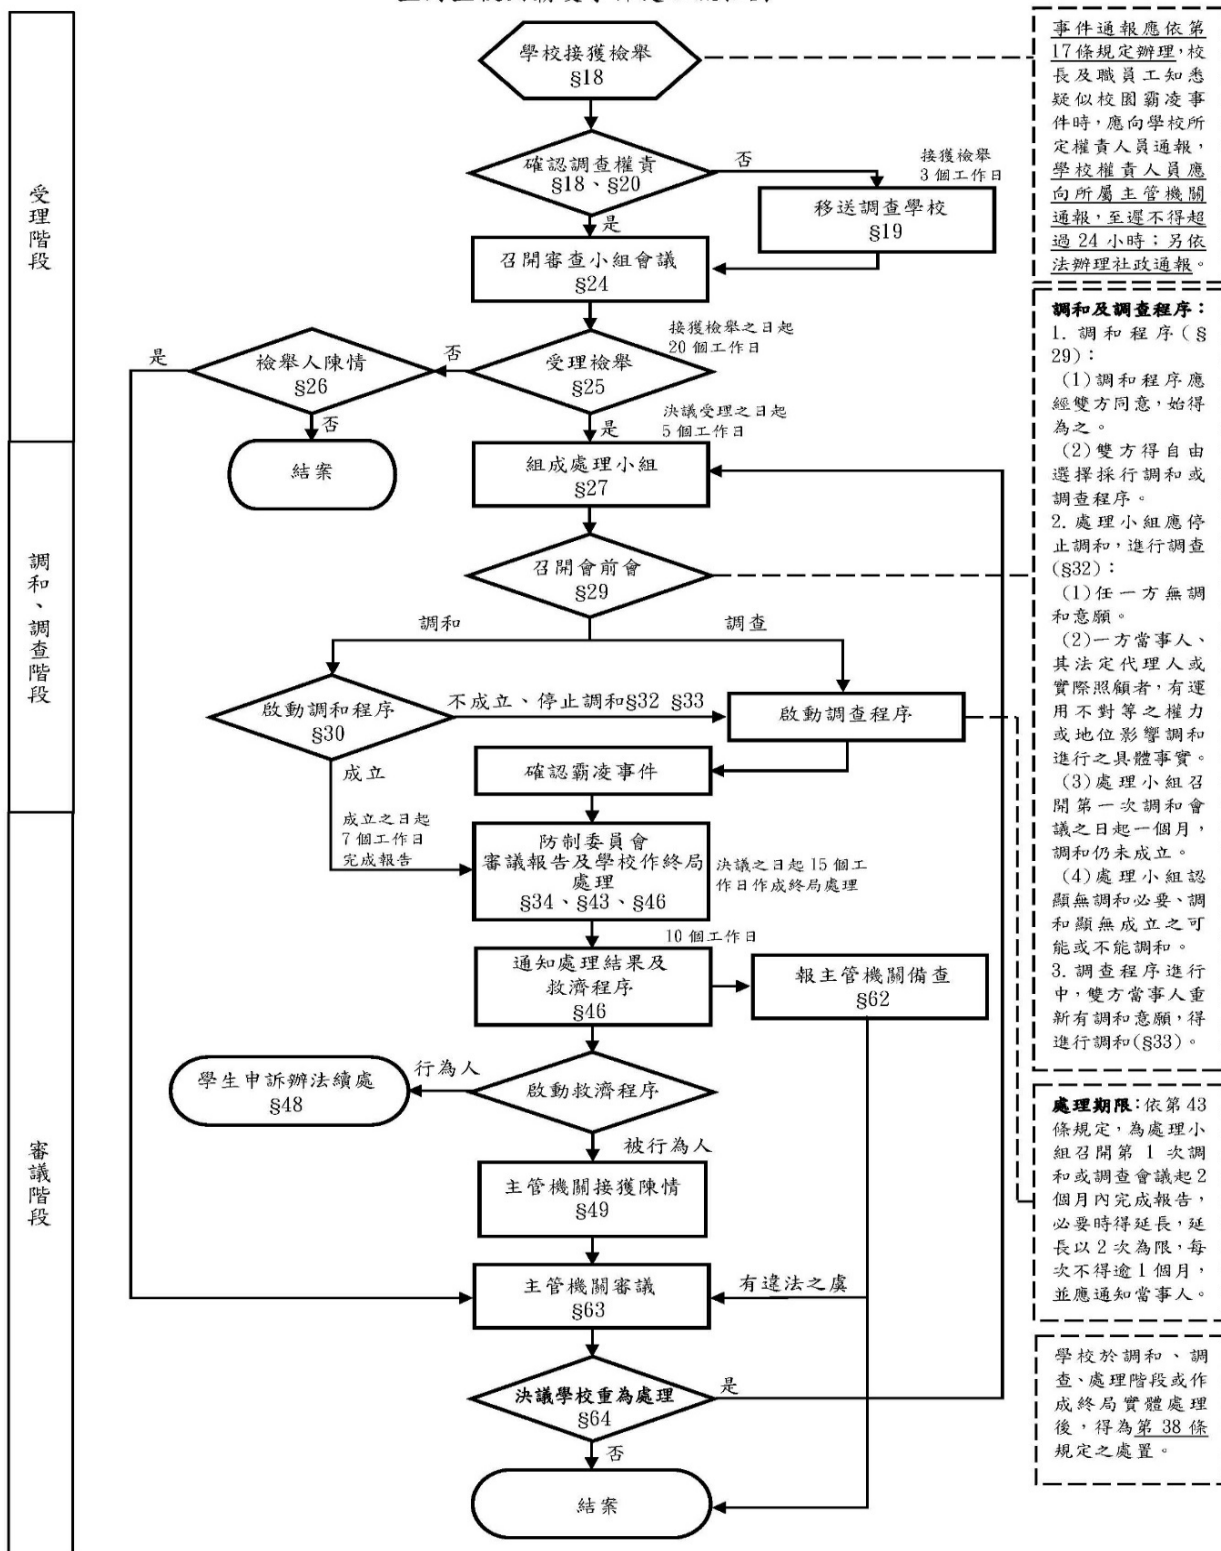 受理階段
調和、調查階段
審議階段
學校接獲檢舉
§18
確認調查權責
§18、§20
否
接獲檢舉
3 個工作日
移送調查學校
§19
是
召開審查小組會議
§24
接獲檢舉之日起
20 個工作日
受理檢舉
§25
否
檢舉人陳情
§26
是
否
結案
決議受理之日起
5 個工作日
是
組成處理小組
§27
召開會前會
§29
調和
調查
啟動調和程序
§30
不成立、停止調和§32 §33
啟動調查程序
成立
確認霸凌事件
成立之日起
7 個工作日
完成報告
防制委員會
審議報告及學校作終局
處理
§34、§43、§46
決議之日起 15 個工
作日作成終局處理
10 個工作日
通知處理結果及
救濟程序
§46
報主管機關備查
§62
啟動救濟程序
行為人
學生申訴辦法續處
§48
被行為人
主管機關接獲陳情
§49
主管機關審議
§63
有違法之虞
決議學校重為處理
§64
是
否
結案
事件通報應依第
17條規定辦理,校
長及職員工知悉
疑似校園霸凌事
件時,應向學校所
定權責人員通報,
學校權責人員應
向所屬主管機關
通報,至遲不得超
過 24 小時；另依
法辦理社政通報。
調和及調查程序：
1. 調和程序(§
29)：
(1)調和程序應
經雙方同意,始得
為之。
(2)雙方得自由
選擇採行調和或
調查程序。
2. 處理小組應停
止調和,進行調查
(§32)：
(1)任一方無調
和意願。
(2)一方當事人、
其法定代理人或
實際照顧者,有運
用不對等之權力
或地位影響調和
進行之具體事實。
(3)處理小組召
開第一次調和會
議之日起一個月,
調和仍未成立。
(4)處理小組認
顯無調和必要、調
和顯無成立之可
能或不能調和。
3. 調查程序進行
中,雙方當事人重
新有調和意願,得
進行調和(§33)。
處理期限:依第 43
條規定,為處理小
組召開第 1 次調
和或調查會議起 2
個月內完成報告,
必要時得延長,延
長以 2 次為限,每
次不得逾 1 個月,
並應通知當事人。
學校於調和、調
查、處理階段或作
成終局實體處理
後,得為第 38 條
規定之處置。